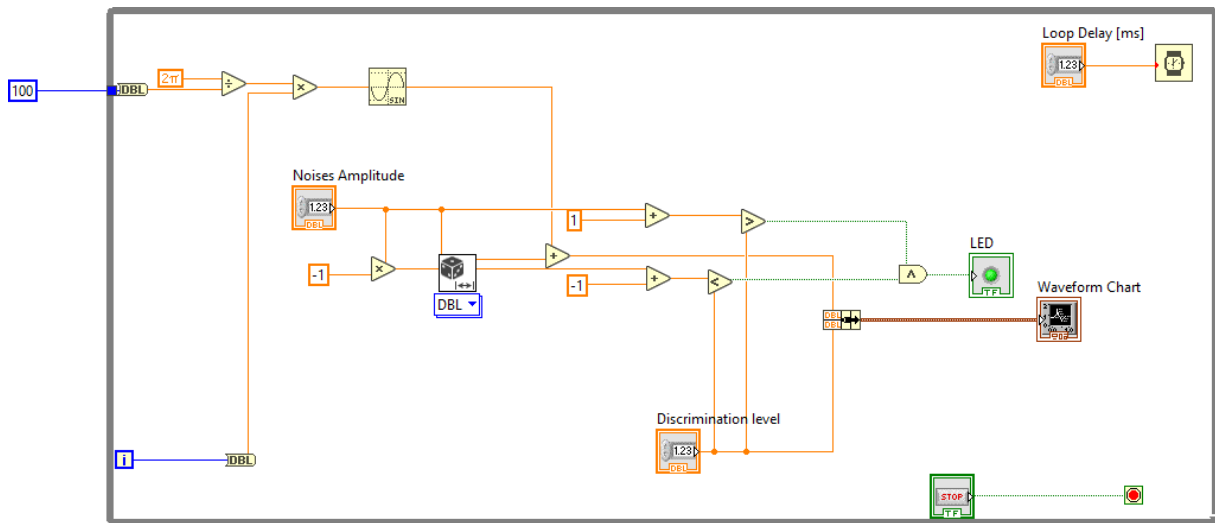 Loop Delay [ms]
1.23
DBL
2π
÷
×
SIN
100
DBL
Noises Amplitude
1.23
DBL
1
+
>
LED
TF
-1
×
DBL
+
-1
+
<
∧
Waveform Chart
DBL
DBL
Discrimination level
1.23
DBL
i
DBL
STOP
TF